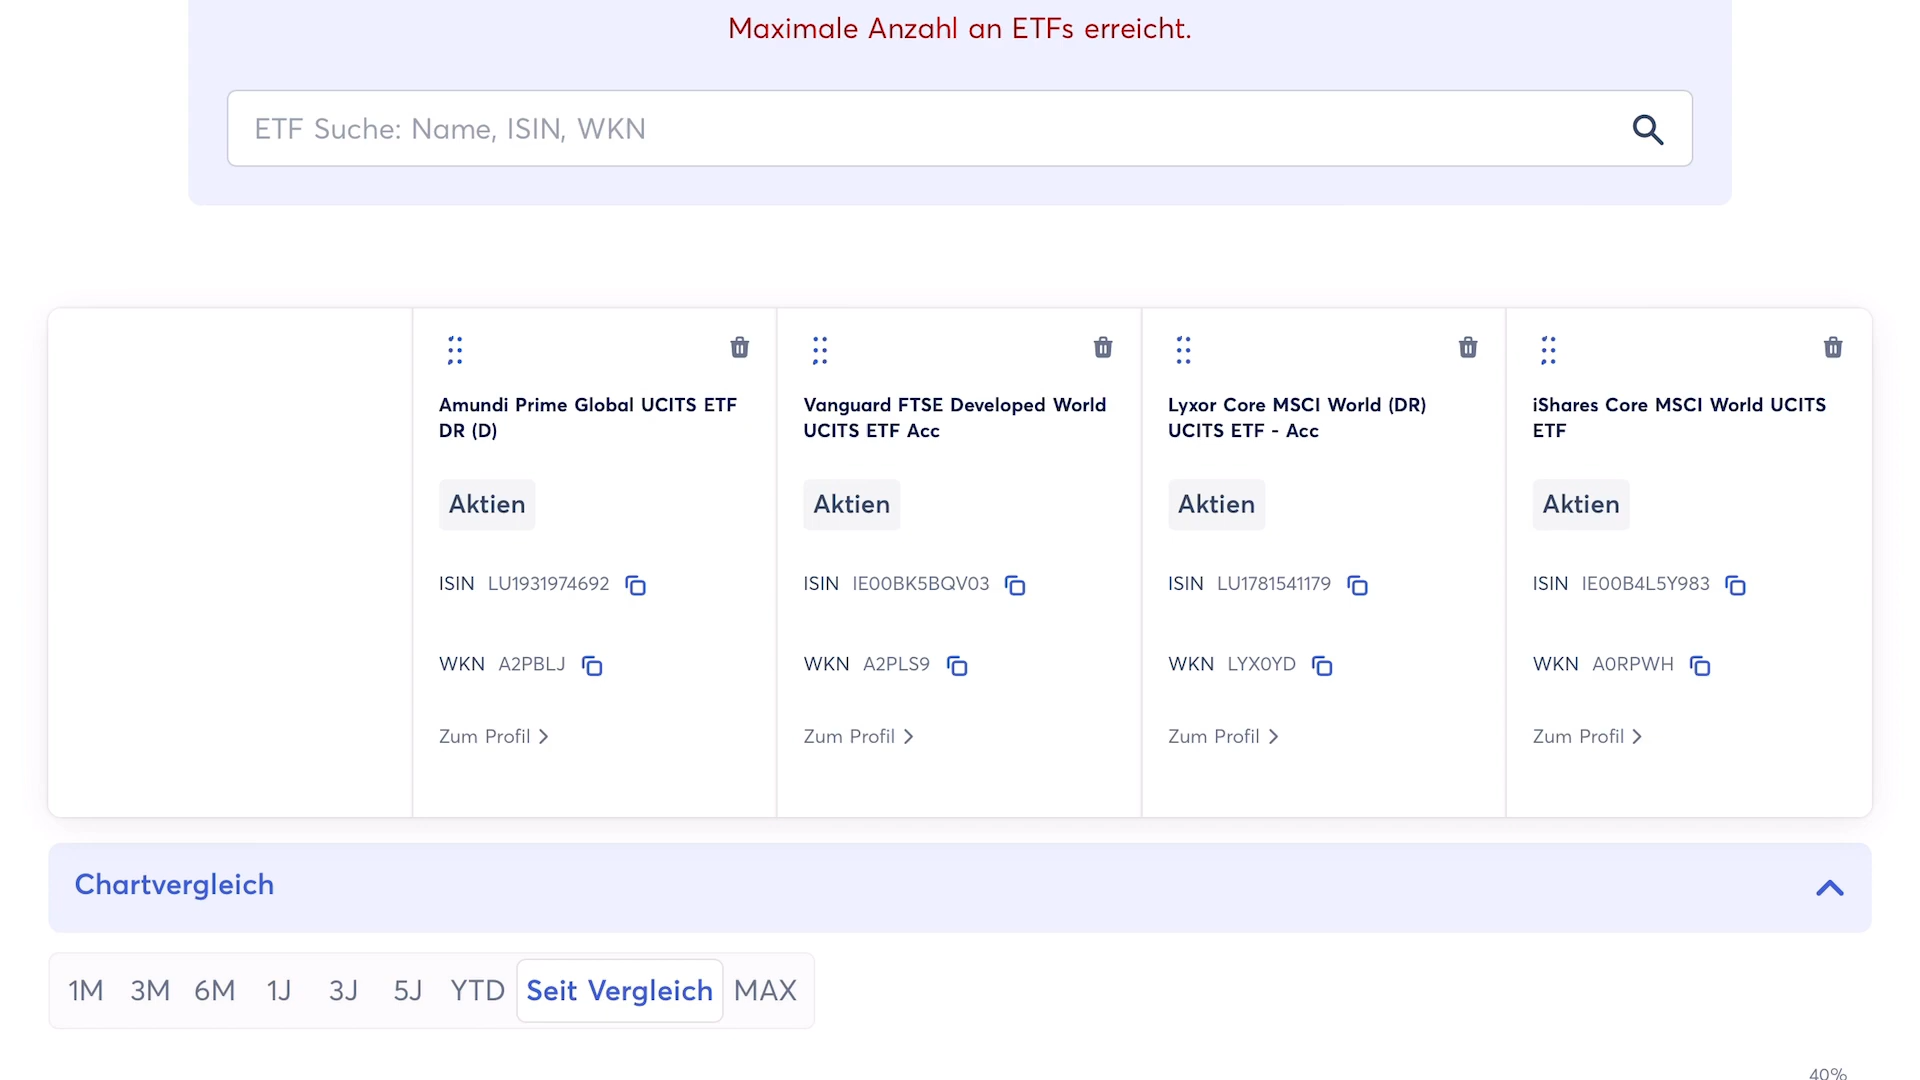 Maximale Anzahl an ETFs erreicht.
ETF Suche: Name, ISIN, WKN
Amundi Prime Global UCITS ETF
DR (D)
Aktien
ISIN LU1931974692
WKN A2PBLJ
Zum Profil
Vanguard FTSE Developed World
UCITS ETF Acc
Aktien
ISIN IE00BK5BQV03
WKN A2PLS9
Zum Profil
Lyxor Core MSCI World (DR)
UCITS ETF - Acc
Aktien
ISIN LU1781541179
WKN LYX0YD
Zum Profil
iShares Core MSCI World UCITS
ETF
Aktien
ISIN IE00B4L5Y983
WKN A0RPWH
Zum Profil
Chartvergleich
1M 3M 6M 1J 3J 5J YTD Seit Vergleich MAX
40%